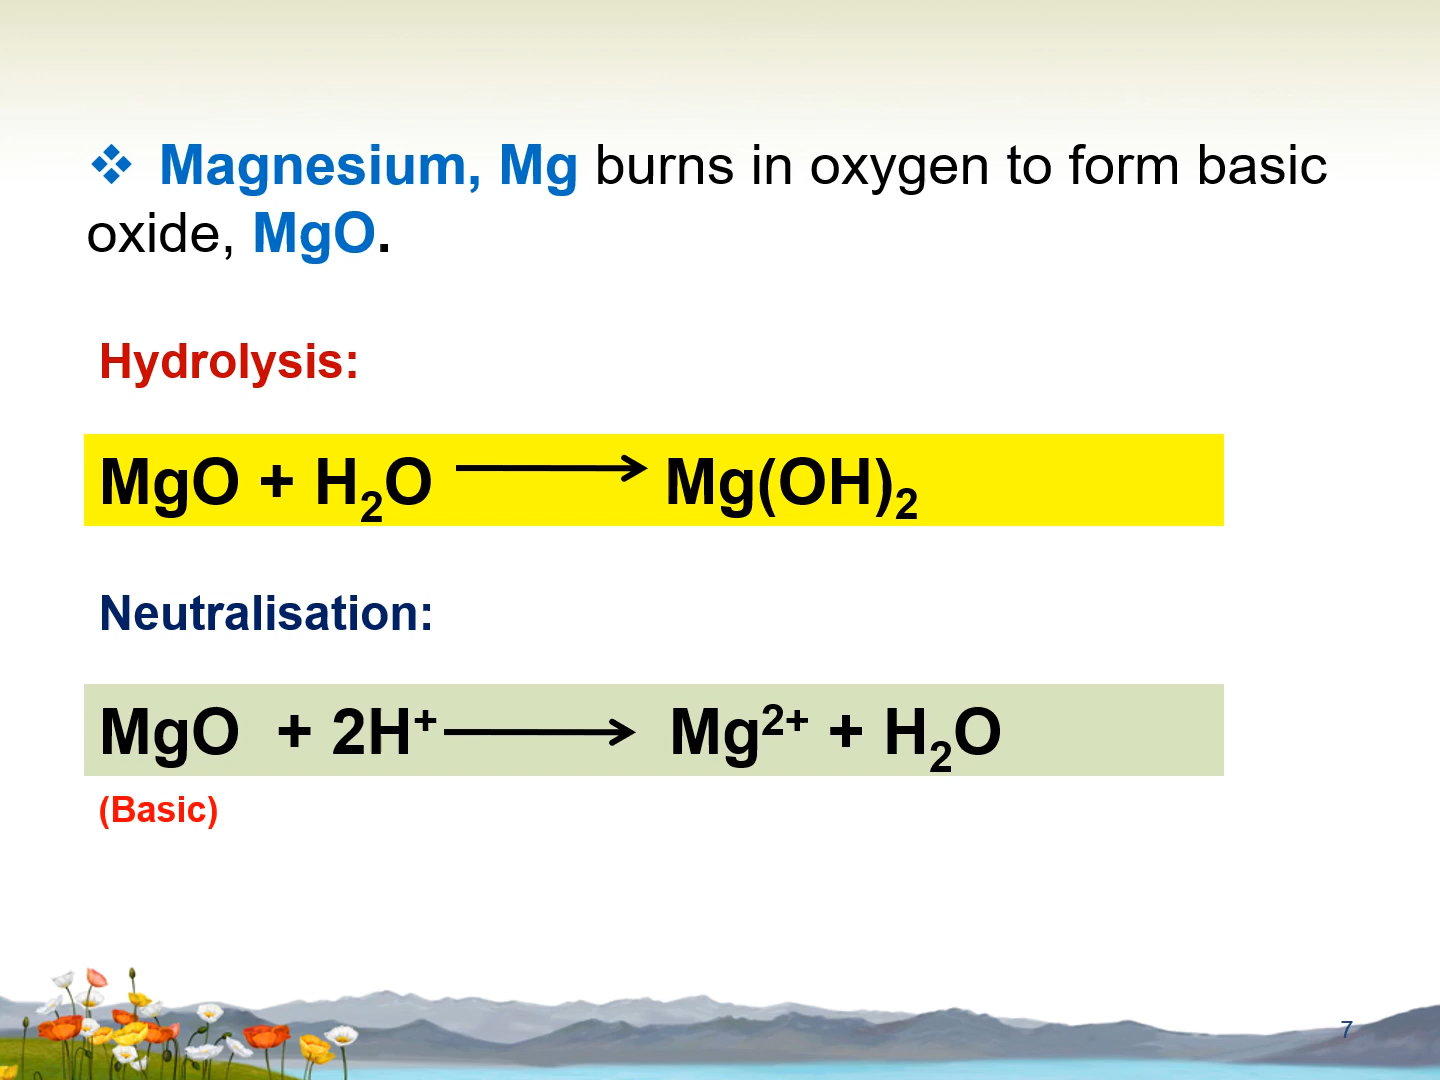 ❖ Magnesium, Mg burns in oxygen to form basic
oxide, MgO.
Hydrolysis:
MgO + H₂O ⟶ Mg(OH)₂
Neutralisation:
MgO + 2H⁺ ⟶ Mg²⁺ + H₂O
(Basic)
7